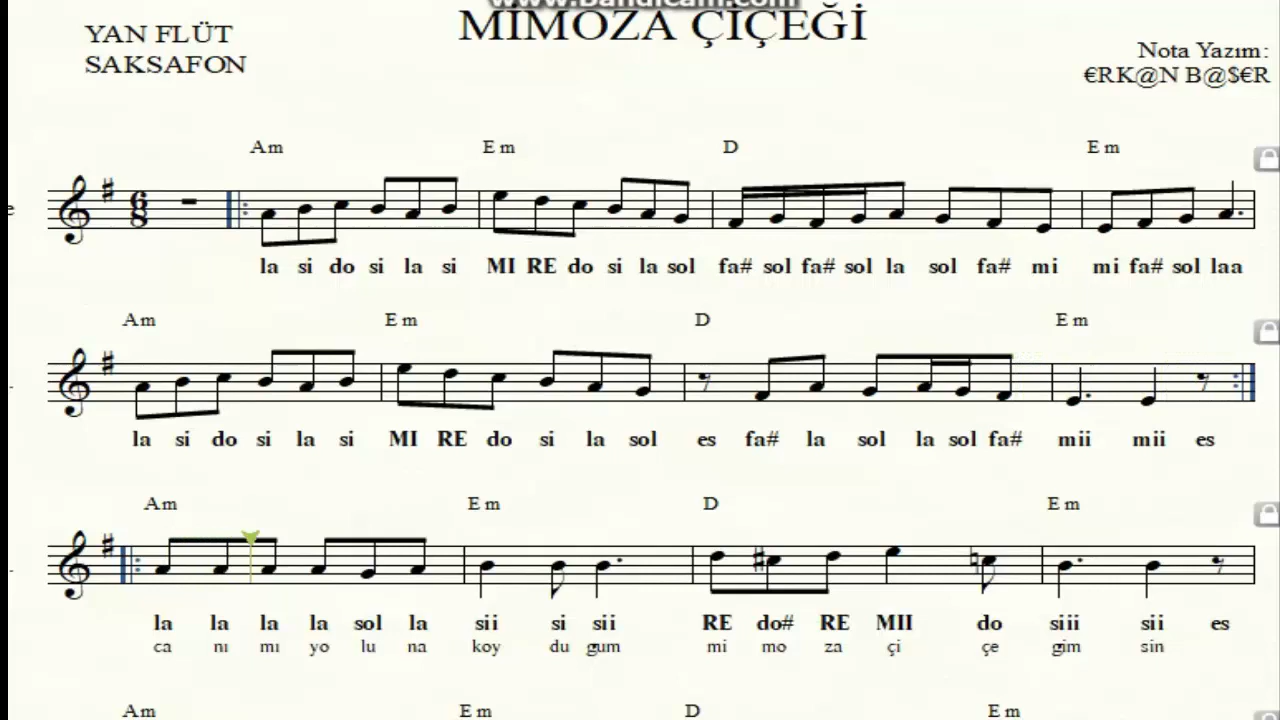 www.Bandicam.com
MİMOZA ÇİÇEĞİ
YAN FLÜT
SAKSAFON
Nota Yazım:
€RK@N B@$€R
Am Em D Em
6
8
la si do si la si MI RE do si la sol fa# sol fa# sol la sol fa# mi mi fa# sol laa
Am Em D Em
la si do si la si MI RE do si la sol es fa# la sol la sol fa# mii mii es
Am Em D Em
la la la la sol la sii si sii RE do# RE MII do siii sii es
ca nı mı yo lu na koy du gum mi mo za çi çe gim sin
Am Em D Em